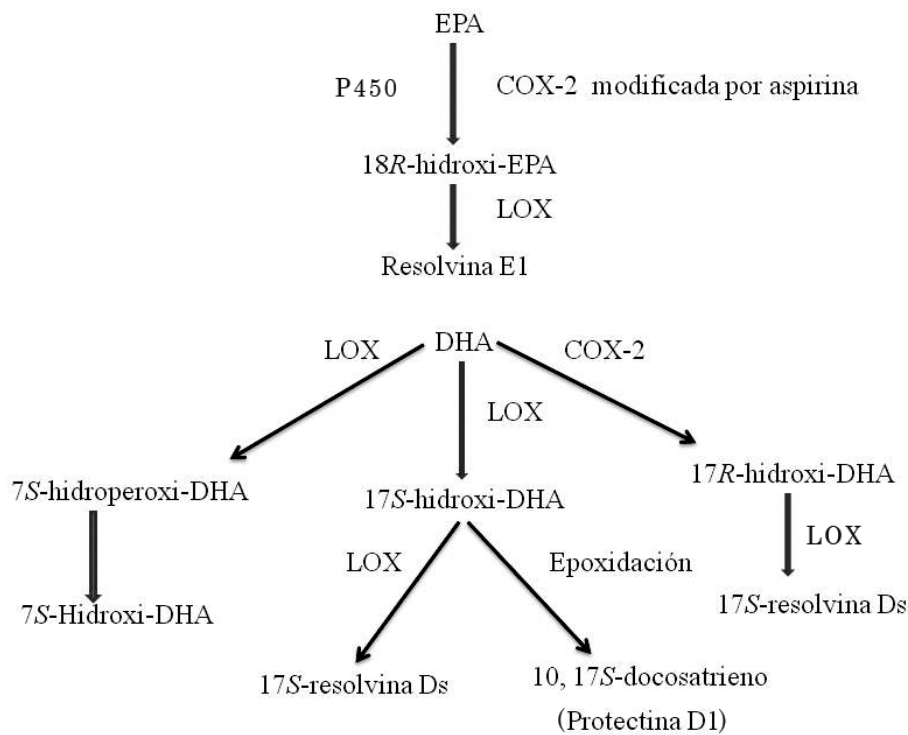 EPA
P450
COX-2 modificada por aspirina
18R-hidroxi-EPA
LOX
Resolvina E1
DHA
LOX
COX-2
LOX
7S-hidroperoxi-DHA
17S-hidroxi-DHA
17R-hidroxi-DHA
LOX
Epoxidación
LOX
7S-Hidroxi-DHA
17S-resolvina Ds
17S-resolvina Ds
10, 17S-docosatrieno
(Protectina D1)